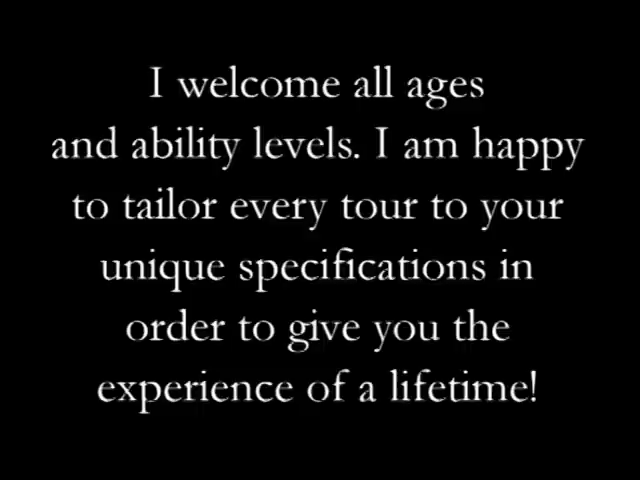 I welcome all ages
and ability levels. I am happy
to tailor every tour to your
unique specifications in
order to give you the
experience of a lifetime!